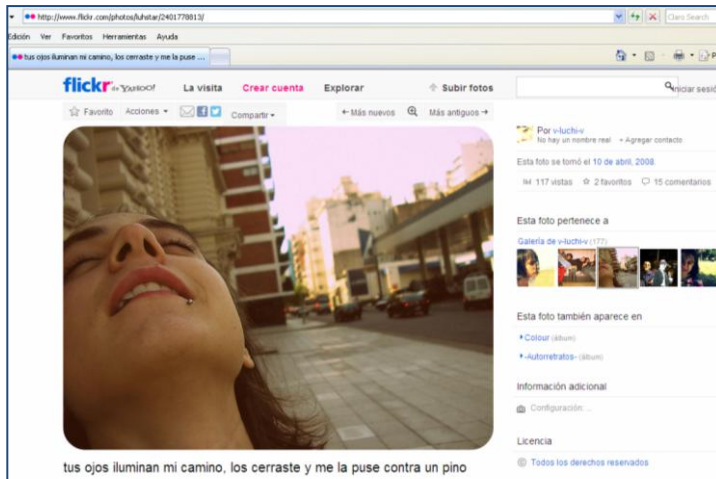 http://www.flickr.com/photos/luhstar/2401778813/
Claro Search
Edición Ver Favoritos Herramientas Ayuda
tus ojos iluminan mi camino, los cerraste y me la puse ...
flickr de YAHOO! La visita Crear cuenta Explorar Subir fotos
Iniciar sesió
Favorito Acciones Compartir ← Más nuevos Más antiguos →
Por v-luchi-v
No hay un nombre real + Agregar contacto
Esta foto se tomó el 10 de abril, 2008.
117 vistas 2 favoritos 15 comentarios
Esta foto pertenece a
Galería de v-luchi-v (177)
Esta foto también aparece en
Colour (álbum)
-Autorretratos- (álbum)
Información adicional
Configuración: ...
Licencia
Todos los derechos reservados
tus ojos iluminan mi camino, los cerraste y me la puse contra un pino